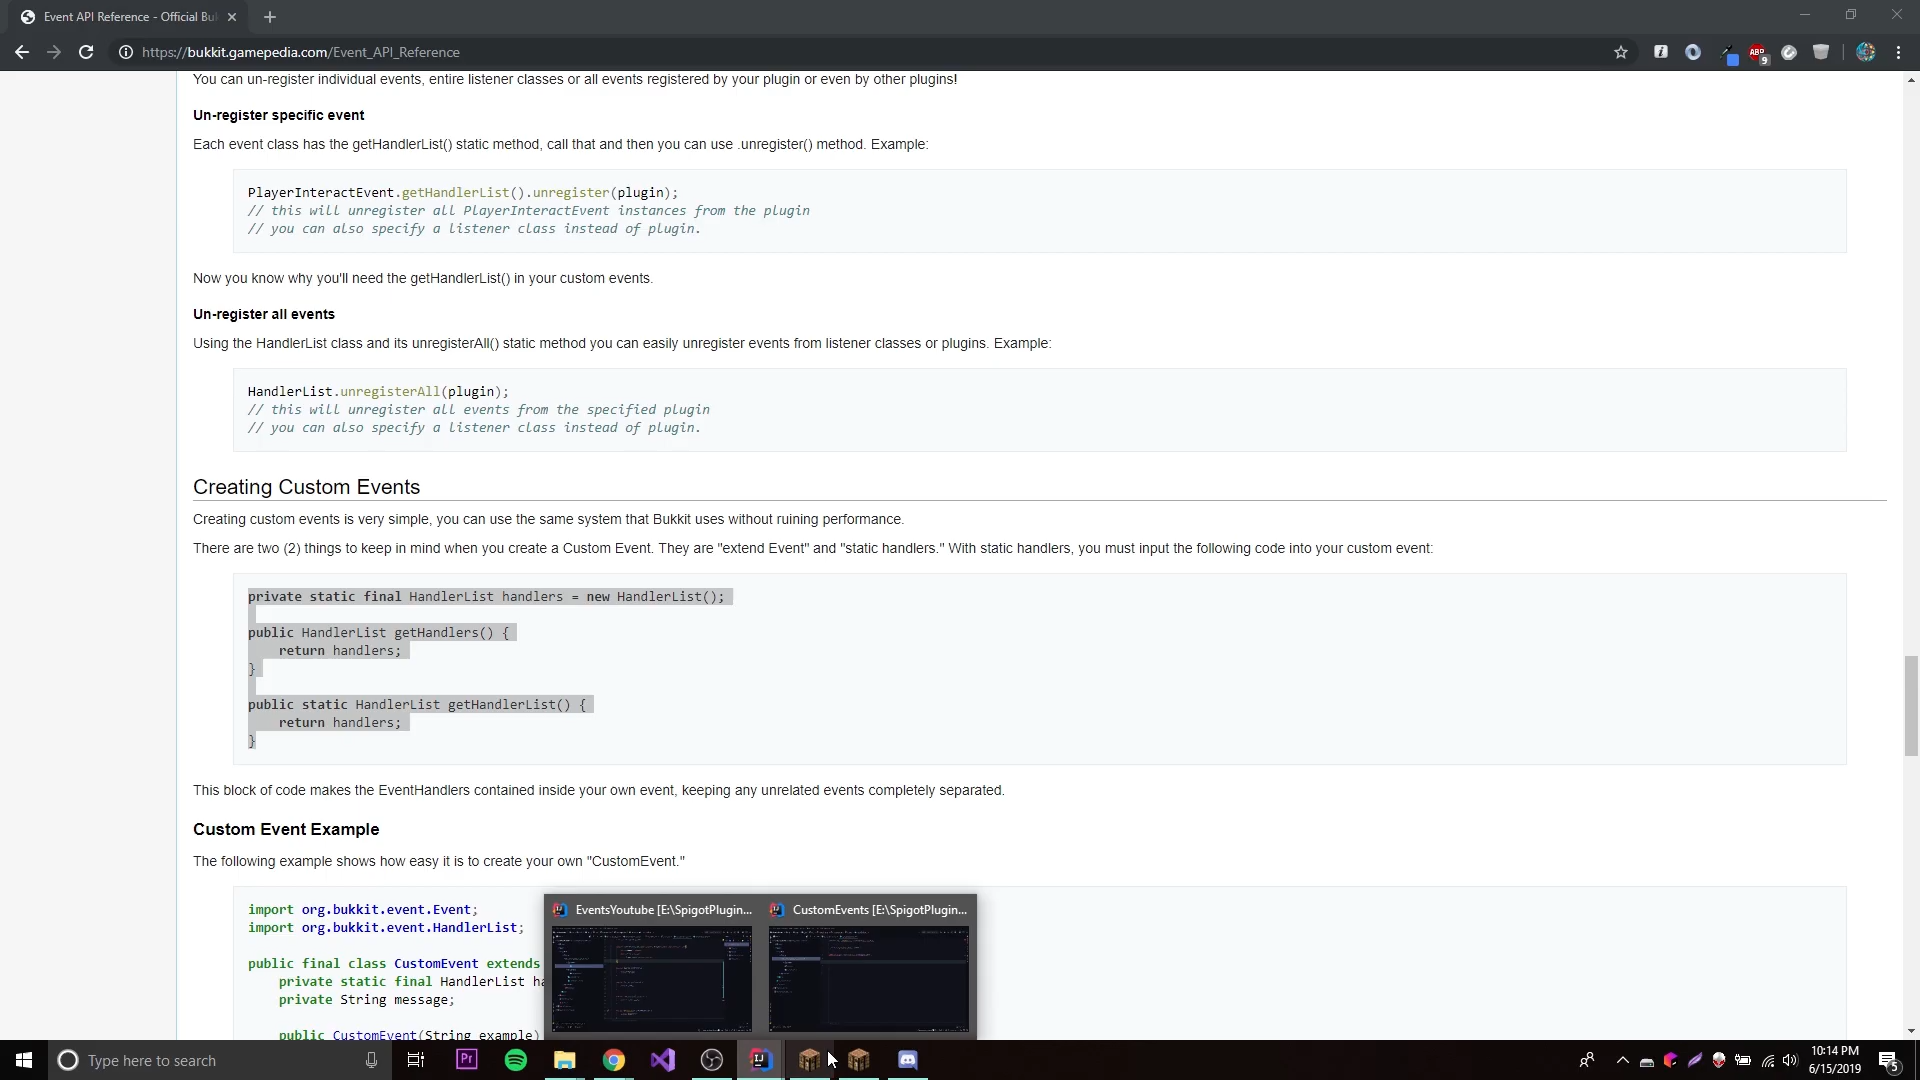 Event API Reference - Official Bu
https://bukkit.gamepedia.com/Event_API_Reference
ABP
9
You can un-register individual events, entire listener classes or all events registered by your plugin or even by other plugins!
Un-register specific event
Each event class has the getHandlerList() static method, call that and then you can use .unregister() method. Example:
PlayerInteractEvent.getHandlerList().unregister(plugin);
// this will unregister all PlayerInteractEvent instances from the plugin
// you can also specify a listener class instead of plugin.
Now you know why you'll need the getHandlerList() in your custom events.
Un-register all events
Using the HandlerList class and its unregisterAll() static method you can easily unregister events from listener classes or plugins. Example:
HandlerList.unregisterAll(plugin);
// this will unregister all events from the specified plugin
// you can also specify a listener class instead of plugin.
Creating Custom Events
Creating custom events is very simple, you can use the same system that Bukkit uses without ruining performance.
There are two (2) things to keep in mind when you create a Custom Event. They are "extend Event" and "static handlers." With static handlers, you must input the following code into your custom event:
private static final HandlerList handlers = new HandlerList();
public HandlerList getHandlers() {
return handlers;
}
public static HandlerList getHandlerList() {
return handlers;
}
This block of code makes the EventHandlers contained inside your own event, keeping any unrelated events completely separated.
Custom Event Example
The following example shows how easy it is to create your own "CustomEvent."
import org.bukkit.event.Event;
import org.bukkit.event.HandlerList;
public final class CustomEvent extends
private static final HandlerList ha
private String message;
public CustomEvent(String example)
EventsYoutube [E:\SpigotPlugin...
CustomEvents [E:\SpigotPlugin...
Type here to search
Pr
IJ
10:14 PM
6/15/2019
5